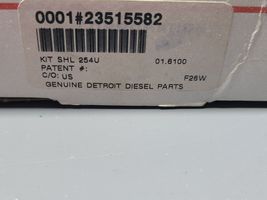 0001#23515582
KIT SHL 254U 01.6100
PATENT #:
C/O: US F26W
GENUINE DETROIT DIESEL PARTS